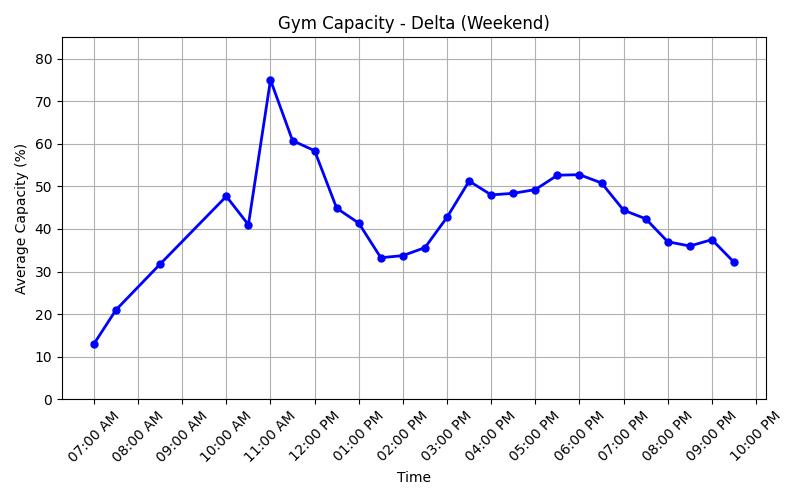 Gym Capacity - Delta (Weekend)
Average Capacity (%)
80
70
60
50
40
30
20
10
0
07:00 AM
08:00 AM
09:00 AM
10:00 AM
11:00 AM
12:00 PM
01:00 PM
02:00 PM
03:00 PM
04:00 PM
05:00 PM
06:00 PM
07:00 PM
08:00 PM
09:00 PM
10:00 PM
Time